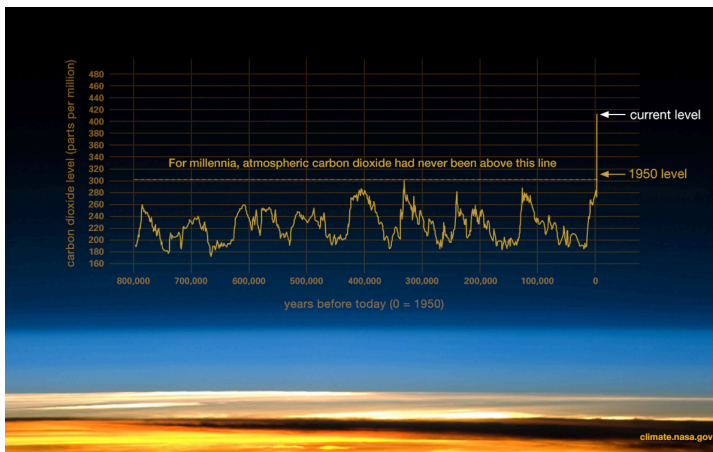 carbon dioxide level (parts per million)
480
460
440
420
400
380
360
340
320
300
280
260
240
220
200
180
160
current level
For millennia, atmospheric carbon dioxide had never been above this line
1950 level
800,000 700,000 600,000 500,000 400,000 300,000 200,000 100,000 0
years before today (0 = 1950)
climate.nasa.gov